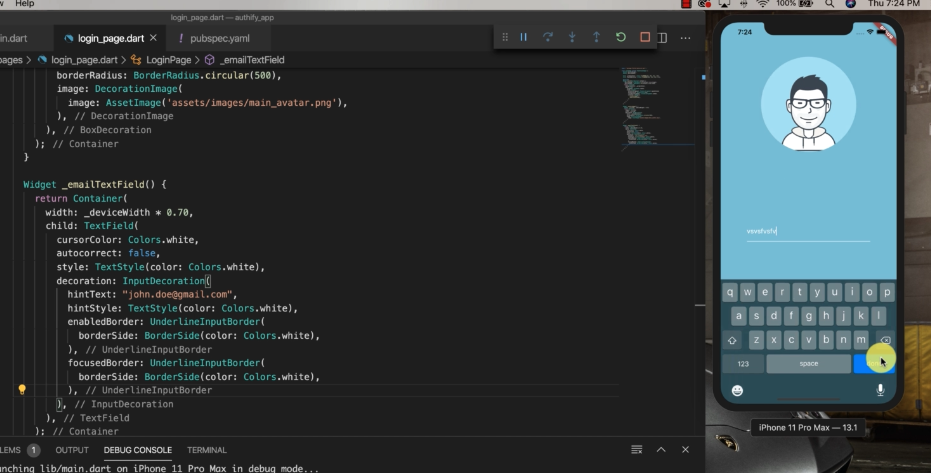 w Help
100%
Thu 7:24 PM
login_page.dart — authify_app
in.dart
login_page.dart
! pubspec.yaml
pages > login_page.dart > LoginPage > _emailTextField
borderRadius: BorderRadius.circular(500),
image: DecorationImage(
image: AssetImage('assets/images/main_avatar.png'),
), // DecorationImage
), // BoxDecoration
); // Container
}
Widget _emailTextField() {
return Container(
width: _deviceWidth * 0.70,
child: TextField(
cursorColor: Colors.white,
autocorrect: false,
style: TextStyle(color: Colors.white),
decoration: InputDecoration(
hintText: "john.doe@gmail.com",
hintStyle: TextStyle(color: Colors.white),
enabledBorder: UnderlineInputBorder(
borderSide: BorderSide(color: Colors.white),
), // UnderlineInputBorder
focusedBorder: UnderlineInputBorder(
borderSide: BorderSide(color: Colors.white),
), // UnderlineInputBorder
), // InputDecoration
), // TextField
); // Container
LEMS 1 OUTPUT DEBUG CONSOLE TERMINAL
unching lib/main.dart on iPhone 11 Pro Max in debug mode...
7:24
q w e r t y u i o p
a s d f g h j k l
z x c v b n m
123 space
iPhone 11 Pro Max — 13.1